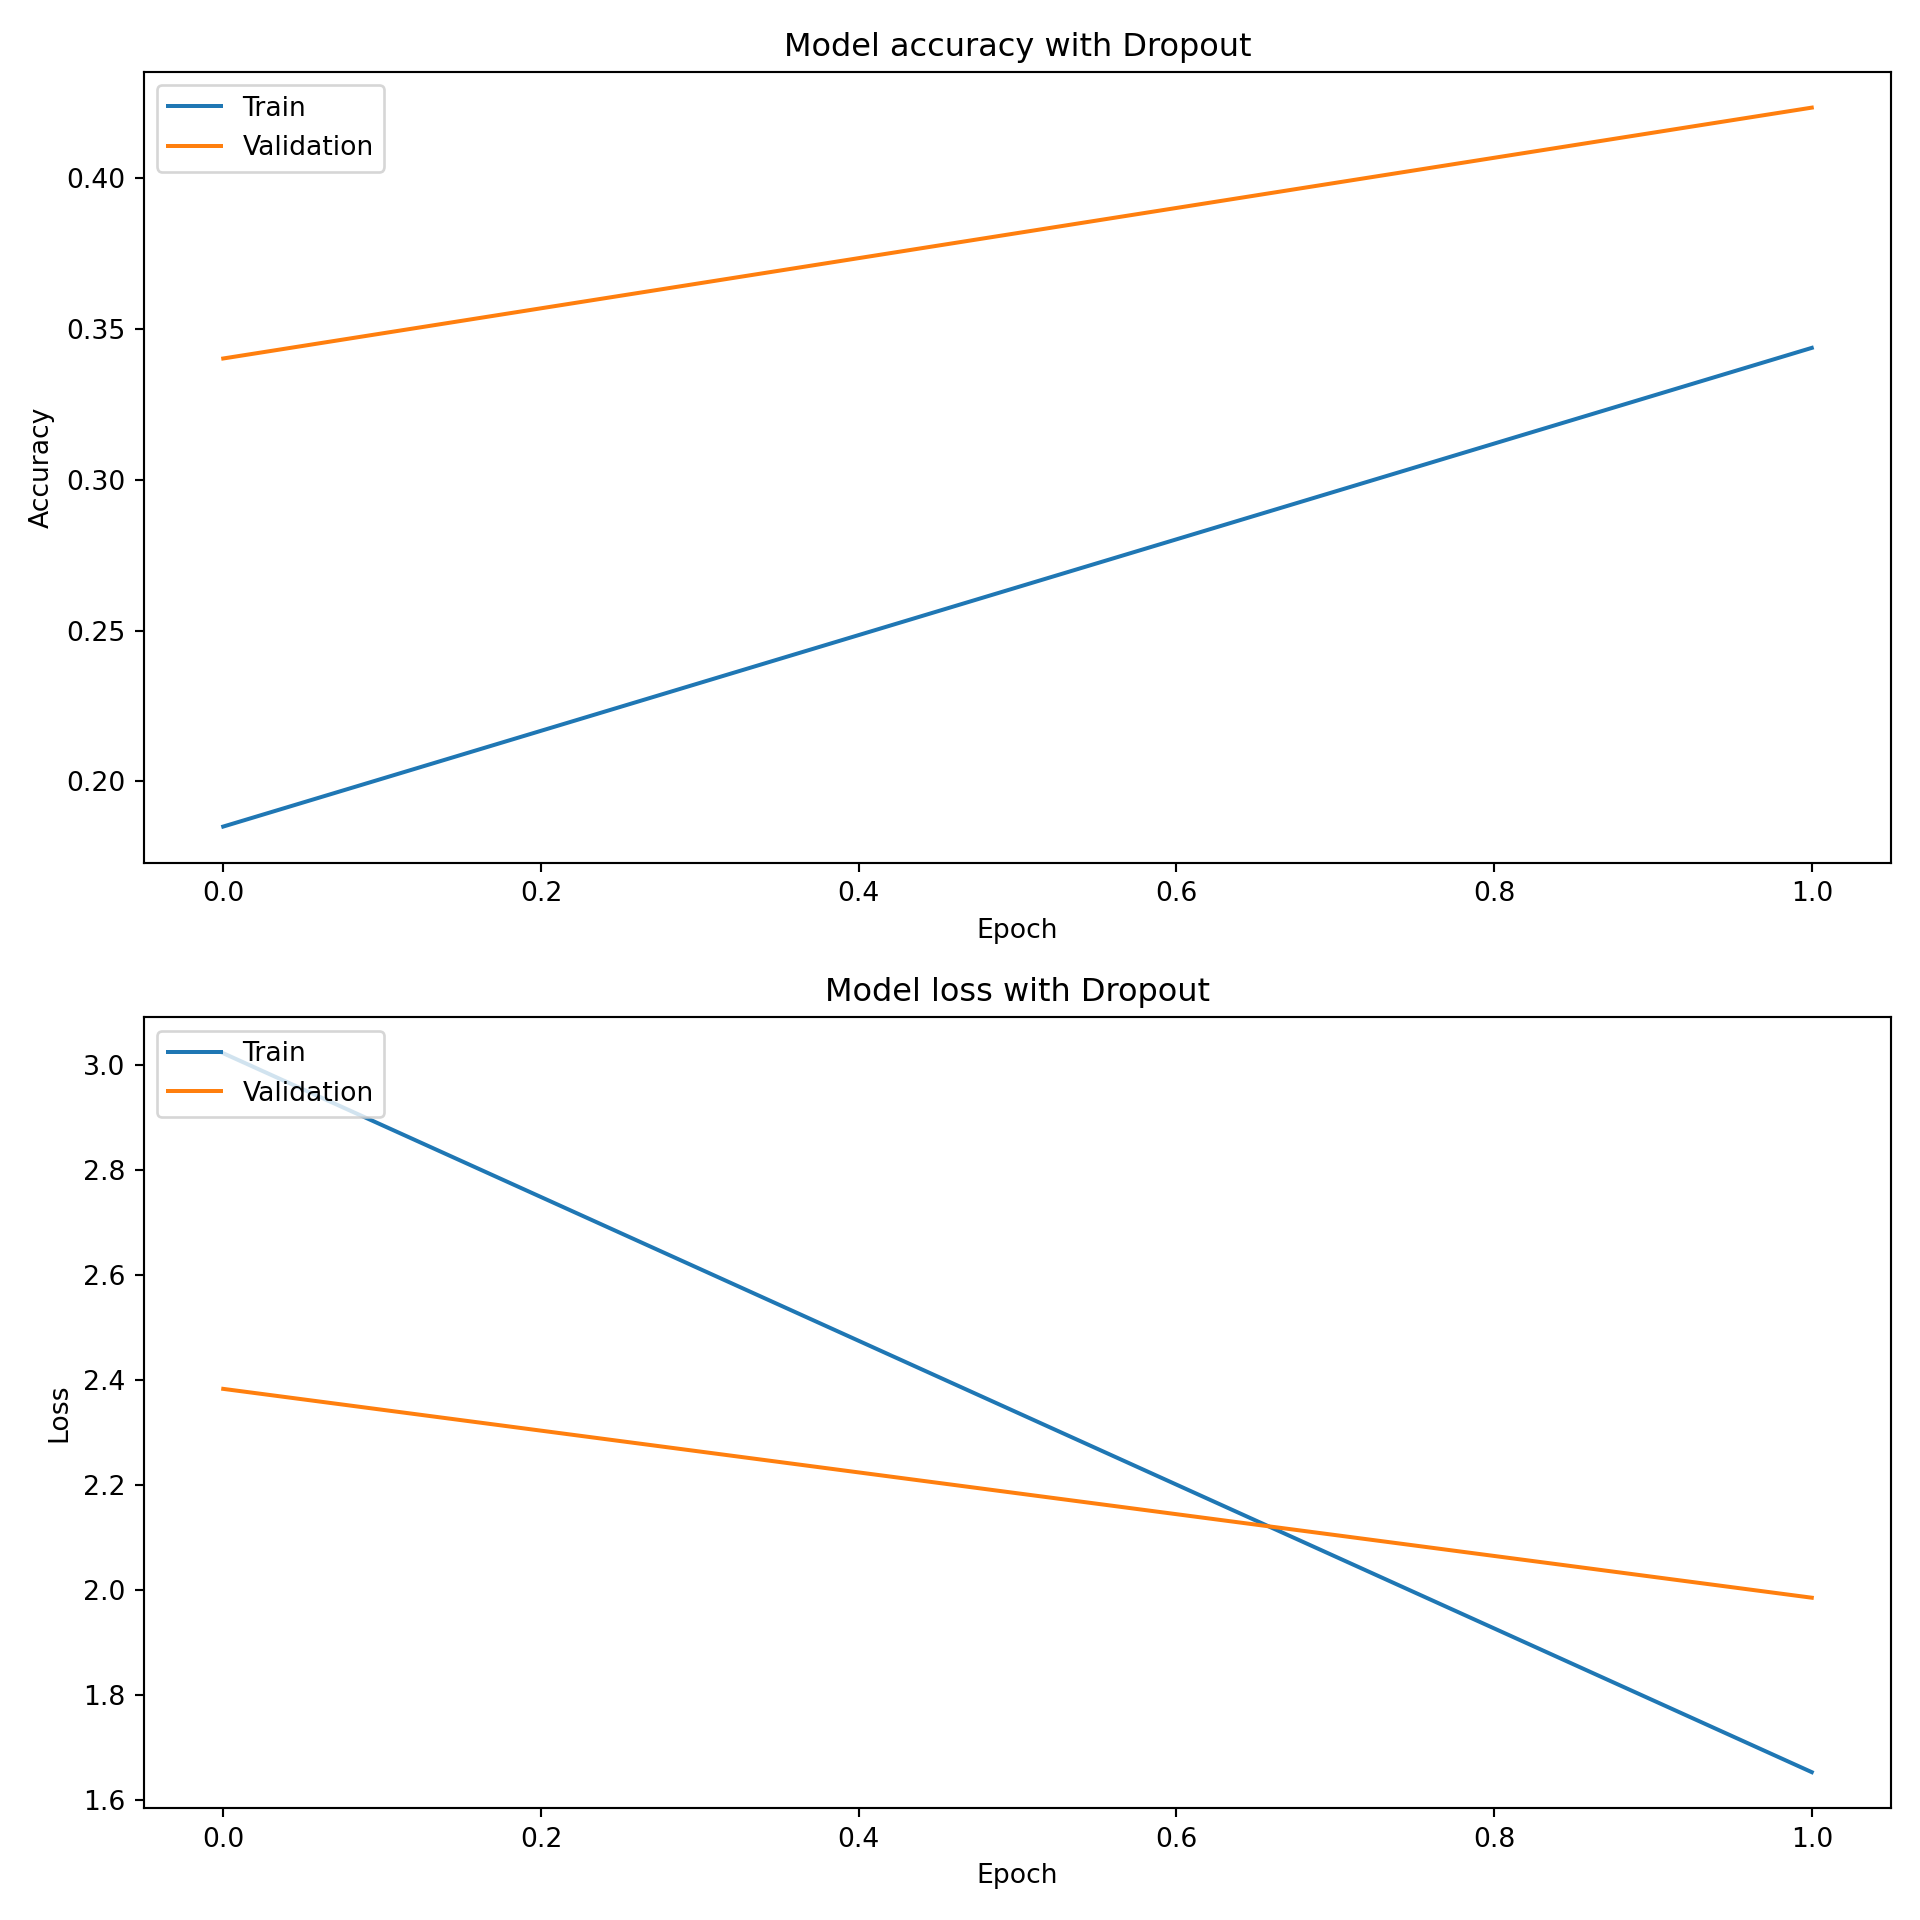 Model accuracy with Dropout
Train
Validation
Accuracy
0.40
0.35
0.30
0.25
0.20
0.0 0.2 0.4 0.6 0.8 1.0
Epoch
Model loss with Dropout
Train
Validation
Loss
3.0
2.8
2.6
2.4
2.2
2.0
1.8
1.6
0.0 0.2 0.4 0.6 0.8 1.0
Epoch